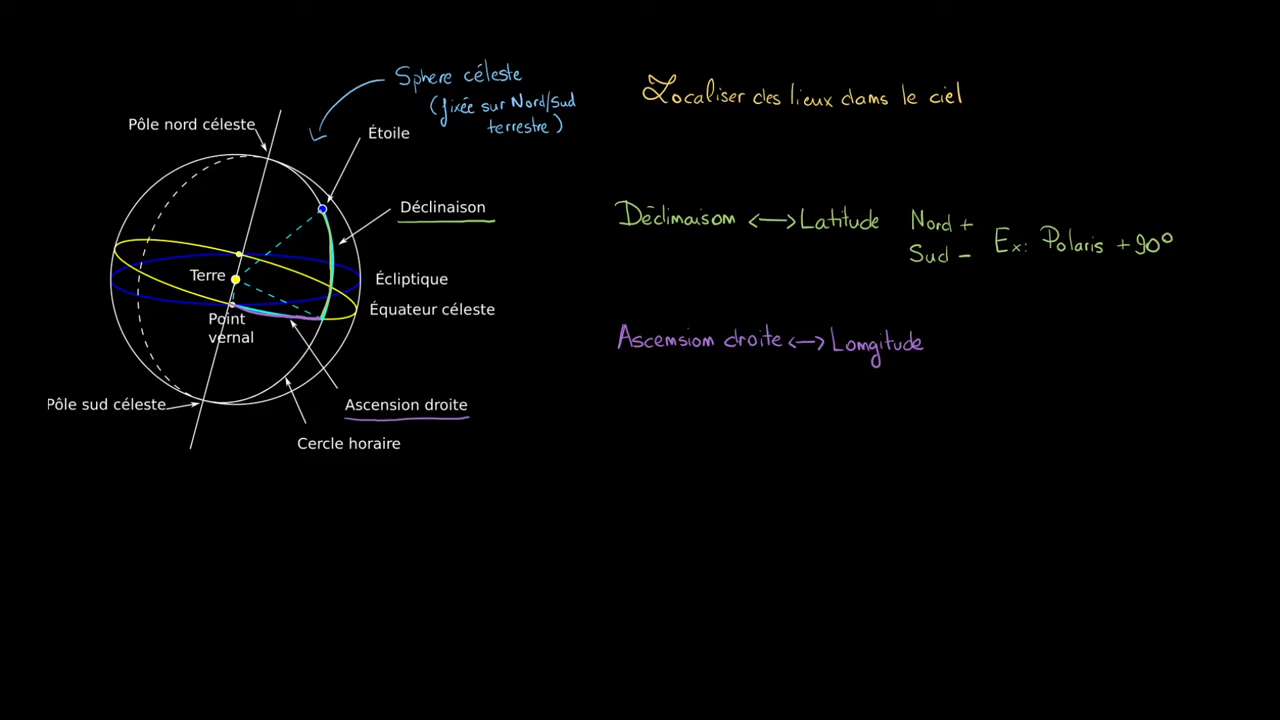 Sphere céleste
(fixée sur Nord/Sud
terrestre)
Localiser des lieux dans le ciel
Pôle nord céleste
Étoile
Déclinaison
Déclinaison <—> Latitude
Nord +
Sud -
Ex: Polaris +90°
Terre
Écliptique
Équateur céleste
Point
vernal
Ascension droite <—> Longitude
Pôle sud céleste
Ascension droite
Cercle horaire